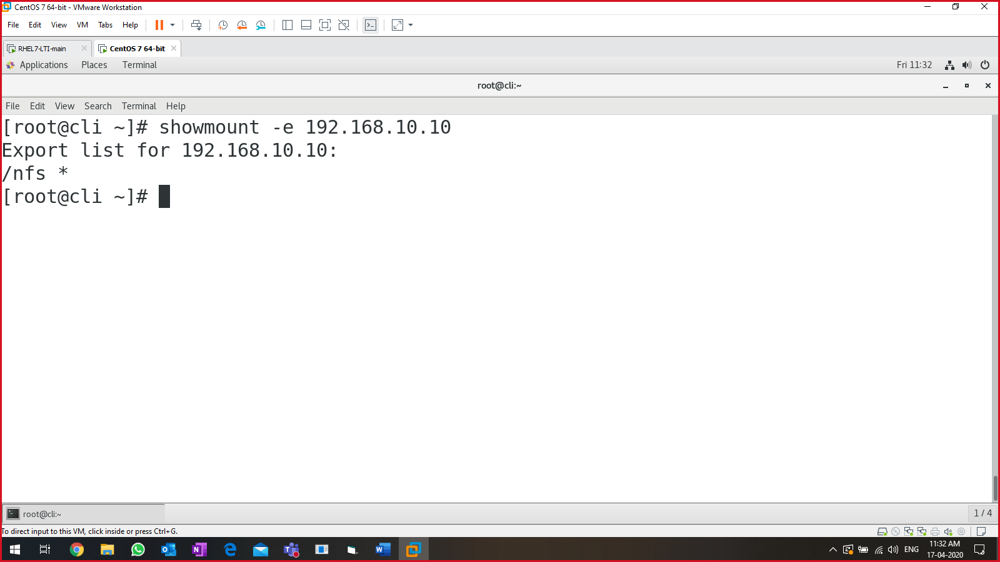 CentOS 7 64-bit - VMware Workstation
File Edit View VM Tabs Help
RHEL7-LTI-main CentOS 7 64-bit
Applications Places Terminal Fri 11:32
root@cli:~
File Edit View Search Terminal Help
[root@cli ~]# showmount -e 192.168.10.10
Export list for 192.168.10.10:
/nfs *
[root@cli ~]#
root@cli:~ 1 / 4
To direct input to this VM, click inside or press Ctrl+G.
ENG 11:32 AM
17-04-2020